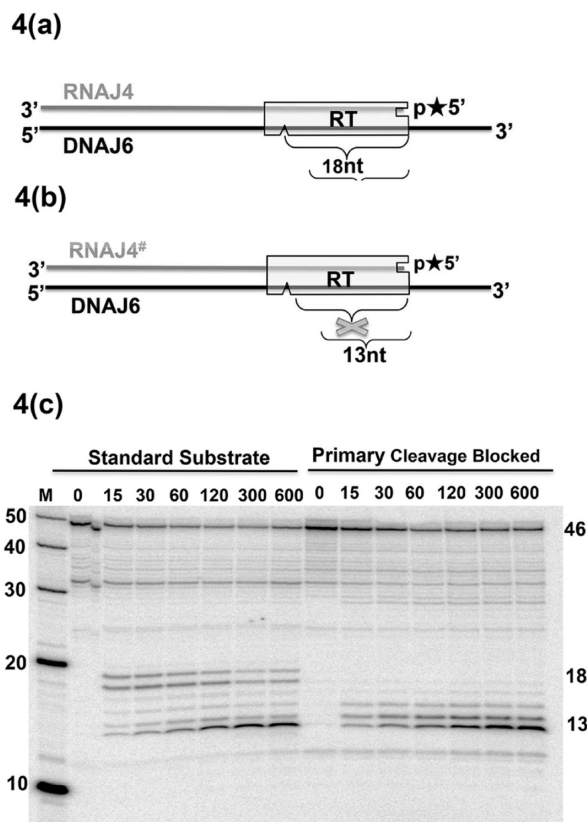 4(a)
RNAJ4
3’ p★5’
RT
5’ 3’
DNAJ6
18nt
4(b)
RNAJ4#
3’ p★5’
RT
5’ 3’
DNAJ6
13nt
4(c)
Standard Substrate Primary Cleavage Blocked
M 0 15 30 60 120 300 600 0 15 30 60 120 300 600
50 46
40
30
20 18
13
10